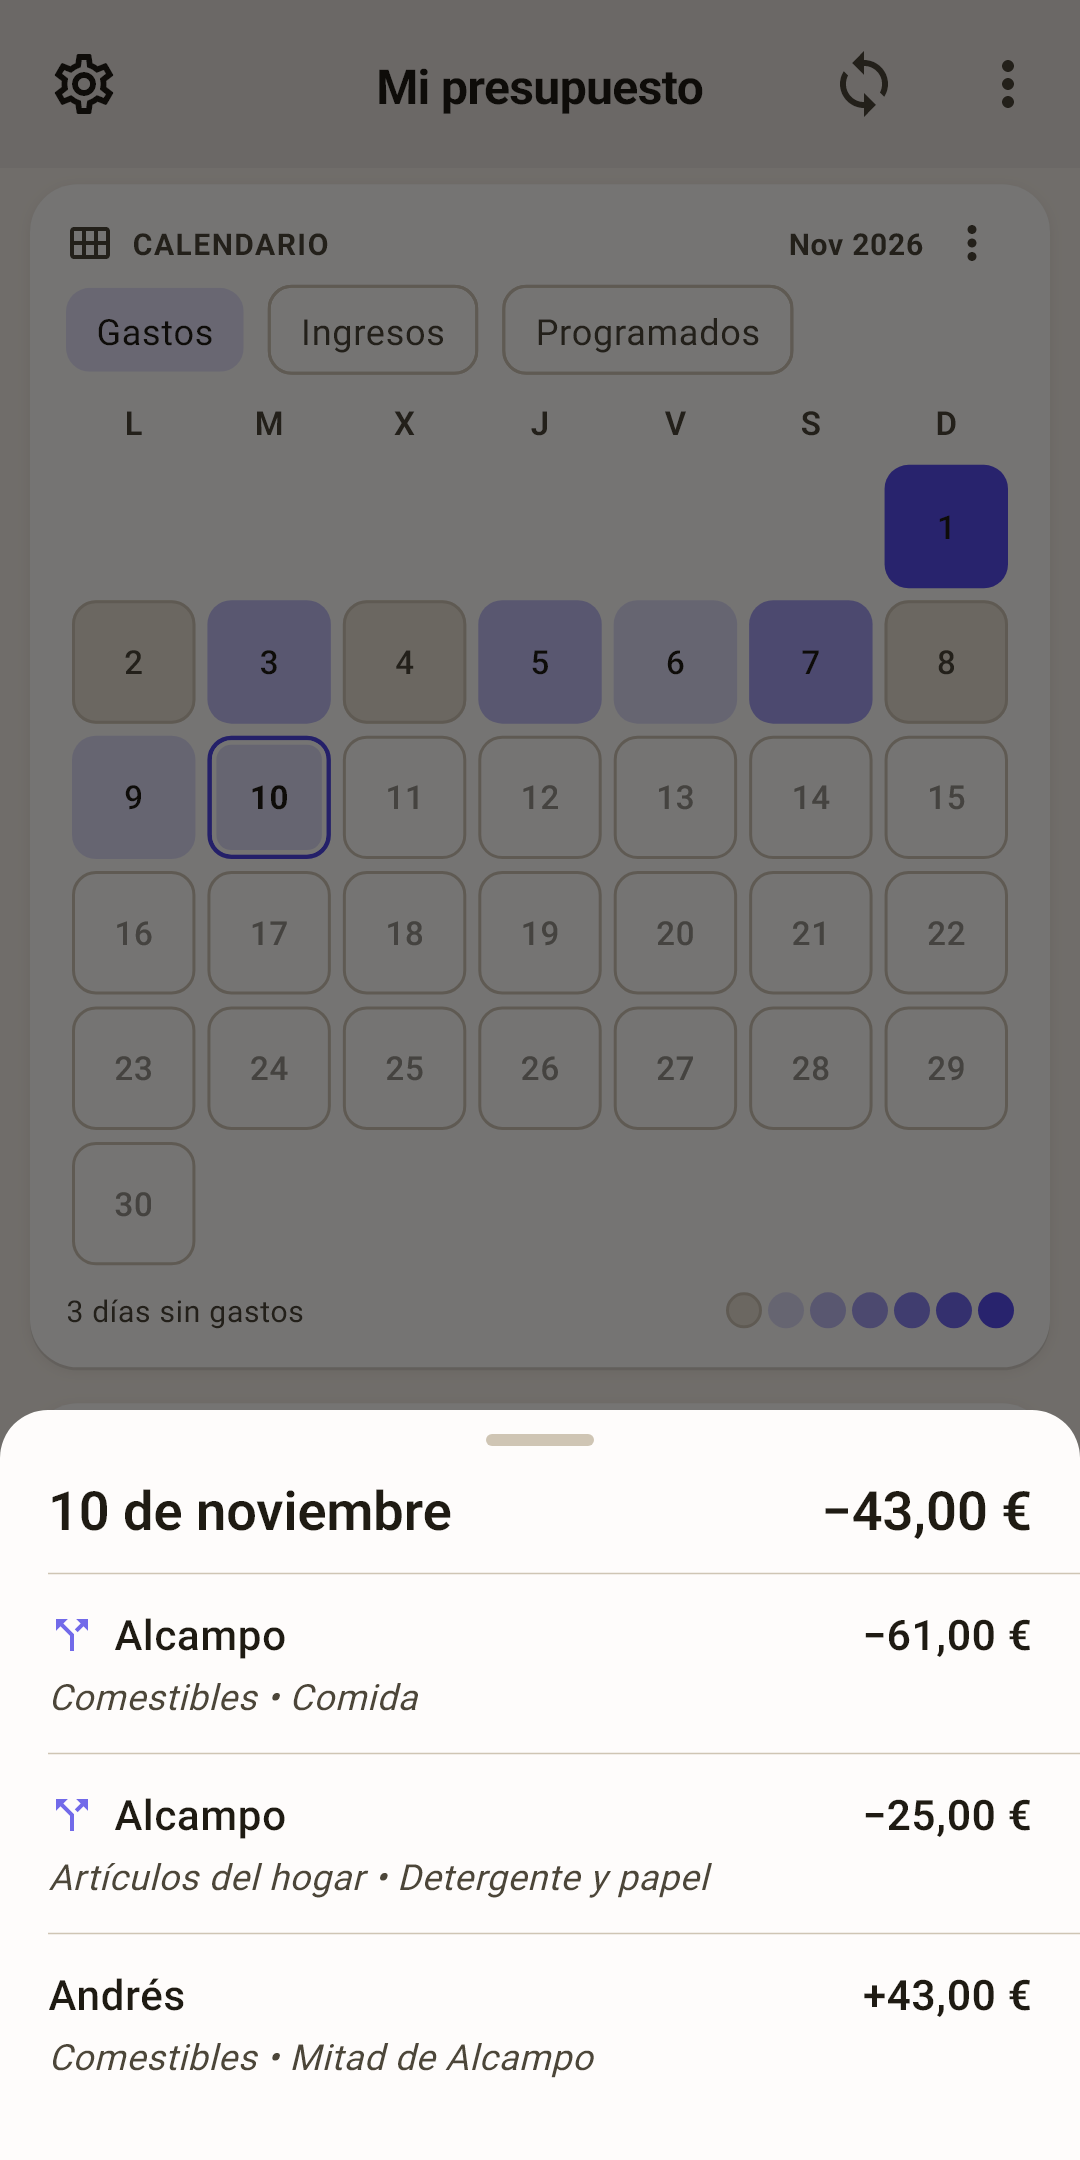 Mi presupuesto
CALENDARIO Nov 2026
Gastos Ingresos Programados
L M X J V S D
1
2 3 4 5 6 7 8
9 10 11 12 13 14 15
16 17 18 19 20 21 22
23 24 25 26 27 28 29
30
3 días sin gastos
10 de noviembre −43,00 €
Alcampo −61,00 €
Comestibles • Comida
Alcampo −25,00 €
Artículos del hogar • Detergente y papel
Andrés +43,00 €
Comestibles • Mitad de Alcampo